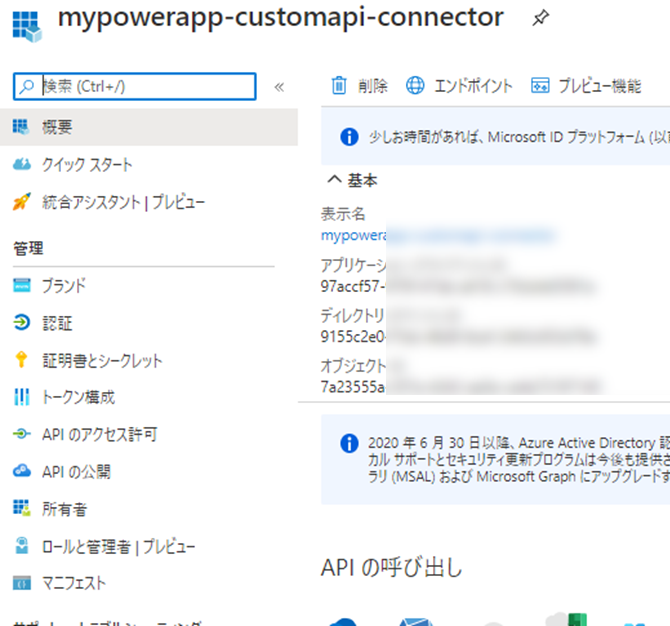 mypowerapp-customapi-connector
検索 (Ctrl+/)
概要
クイック スタート
統合アシスタント | プレビュー
管理
ブランド
認証
証明書とシークレット
トークン構成
API のアクセス許可
API の公開
所有者
ロールと管理者 | プレビュー
マニフェスト
削除
エンドポイント
プレビュー機能
少しお時間があれば、Microsoft ID プラットフォーム (以
基本
表示名
mypowera
アプリケーシ
97accf57-
ディレクトリ
9155c2e0
オブジェクト
7a23555a
2020 年 6 月 30 日以降、Azure Active Directory 認
カル サポートとセキュリティ更新プログラムは今後も提供さ
ラリ (MSAL) および Microsoft Graph にアップグレードす
API の呼び出し